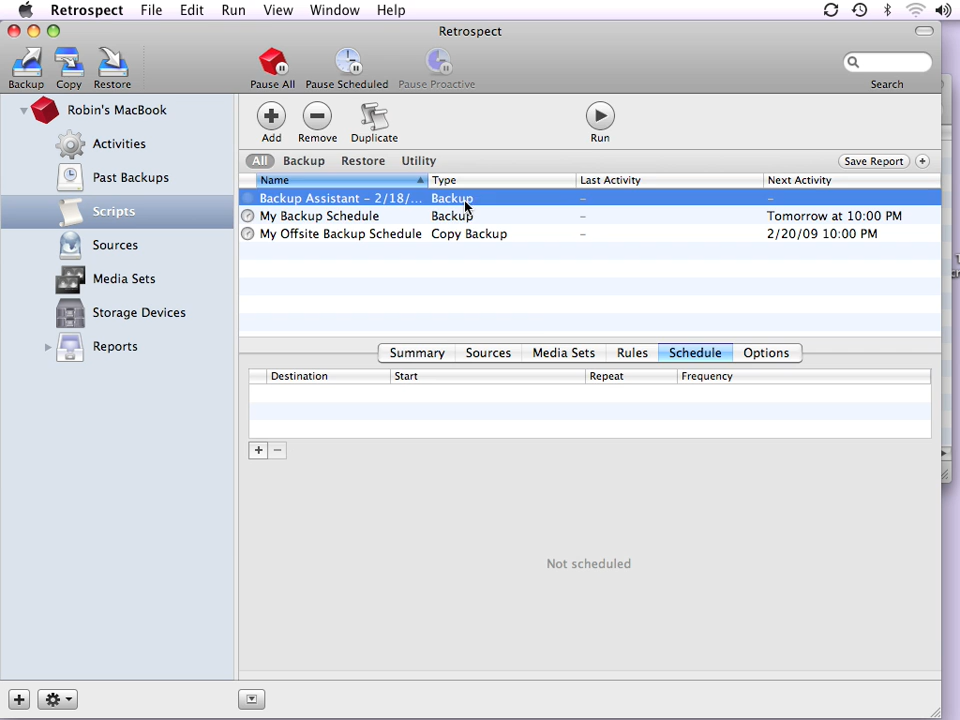 Retrospect File Edit Run View Window Help
Retrospect
Backup Copy Restore Pause All Pause Scheduled Pause Proactive Search
Robin's MacBook
Activities
Past Backups
Scripts
Sources
Media Sets
Storage Devices
Reports
Add Remove Duplicate Run
All Backup Restore Utility Save Report
Name Type Last Activity Next Activity
Backup Assistant – 2/18/... Backup – –
My Backup Schedule Backup – Tomorrow at 10:00 PM
My Offsite Backup Schedule Copy Backup – 2/20/09 10:00 PM
Summary Sources Media Sets Rules Schedule Options
Destination Start Repeat Frequency
Not scheduled